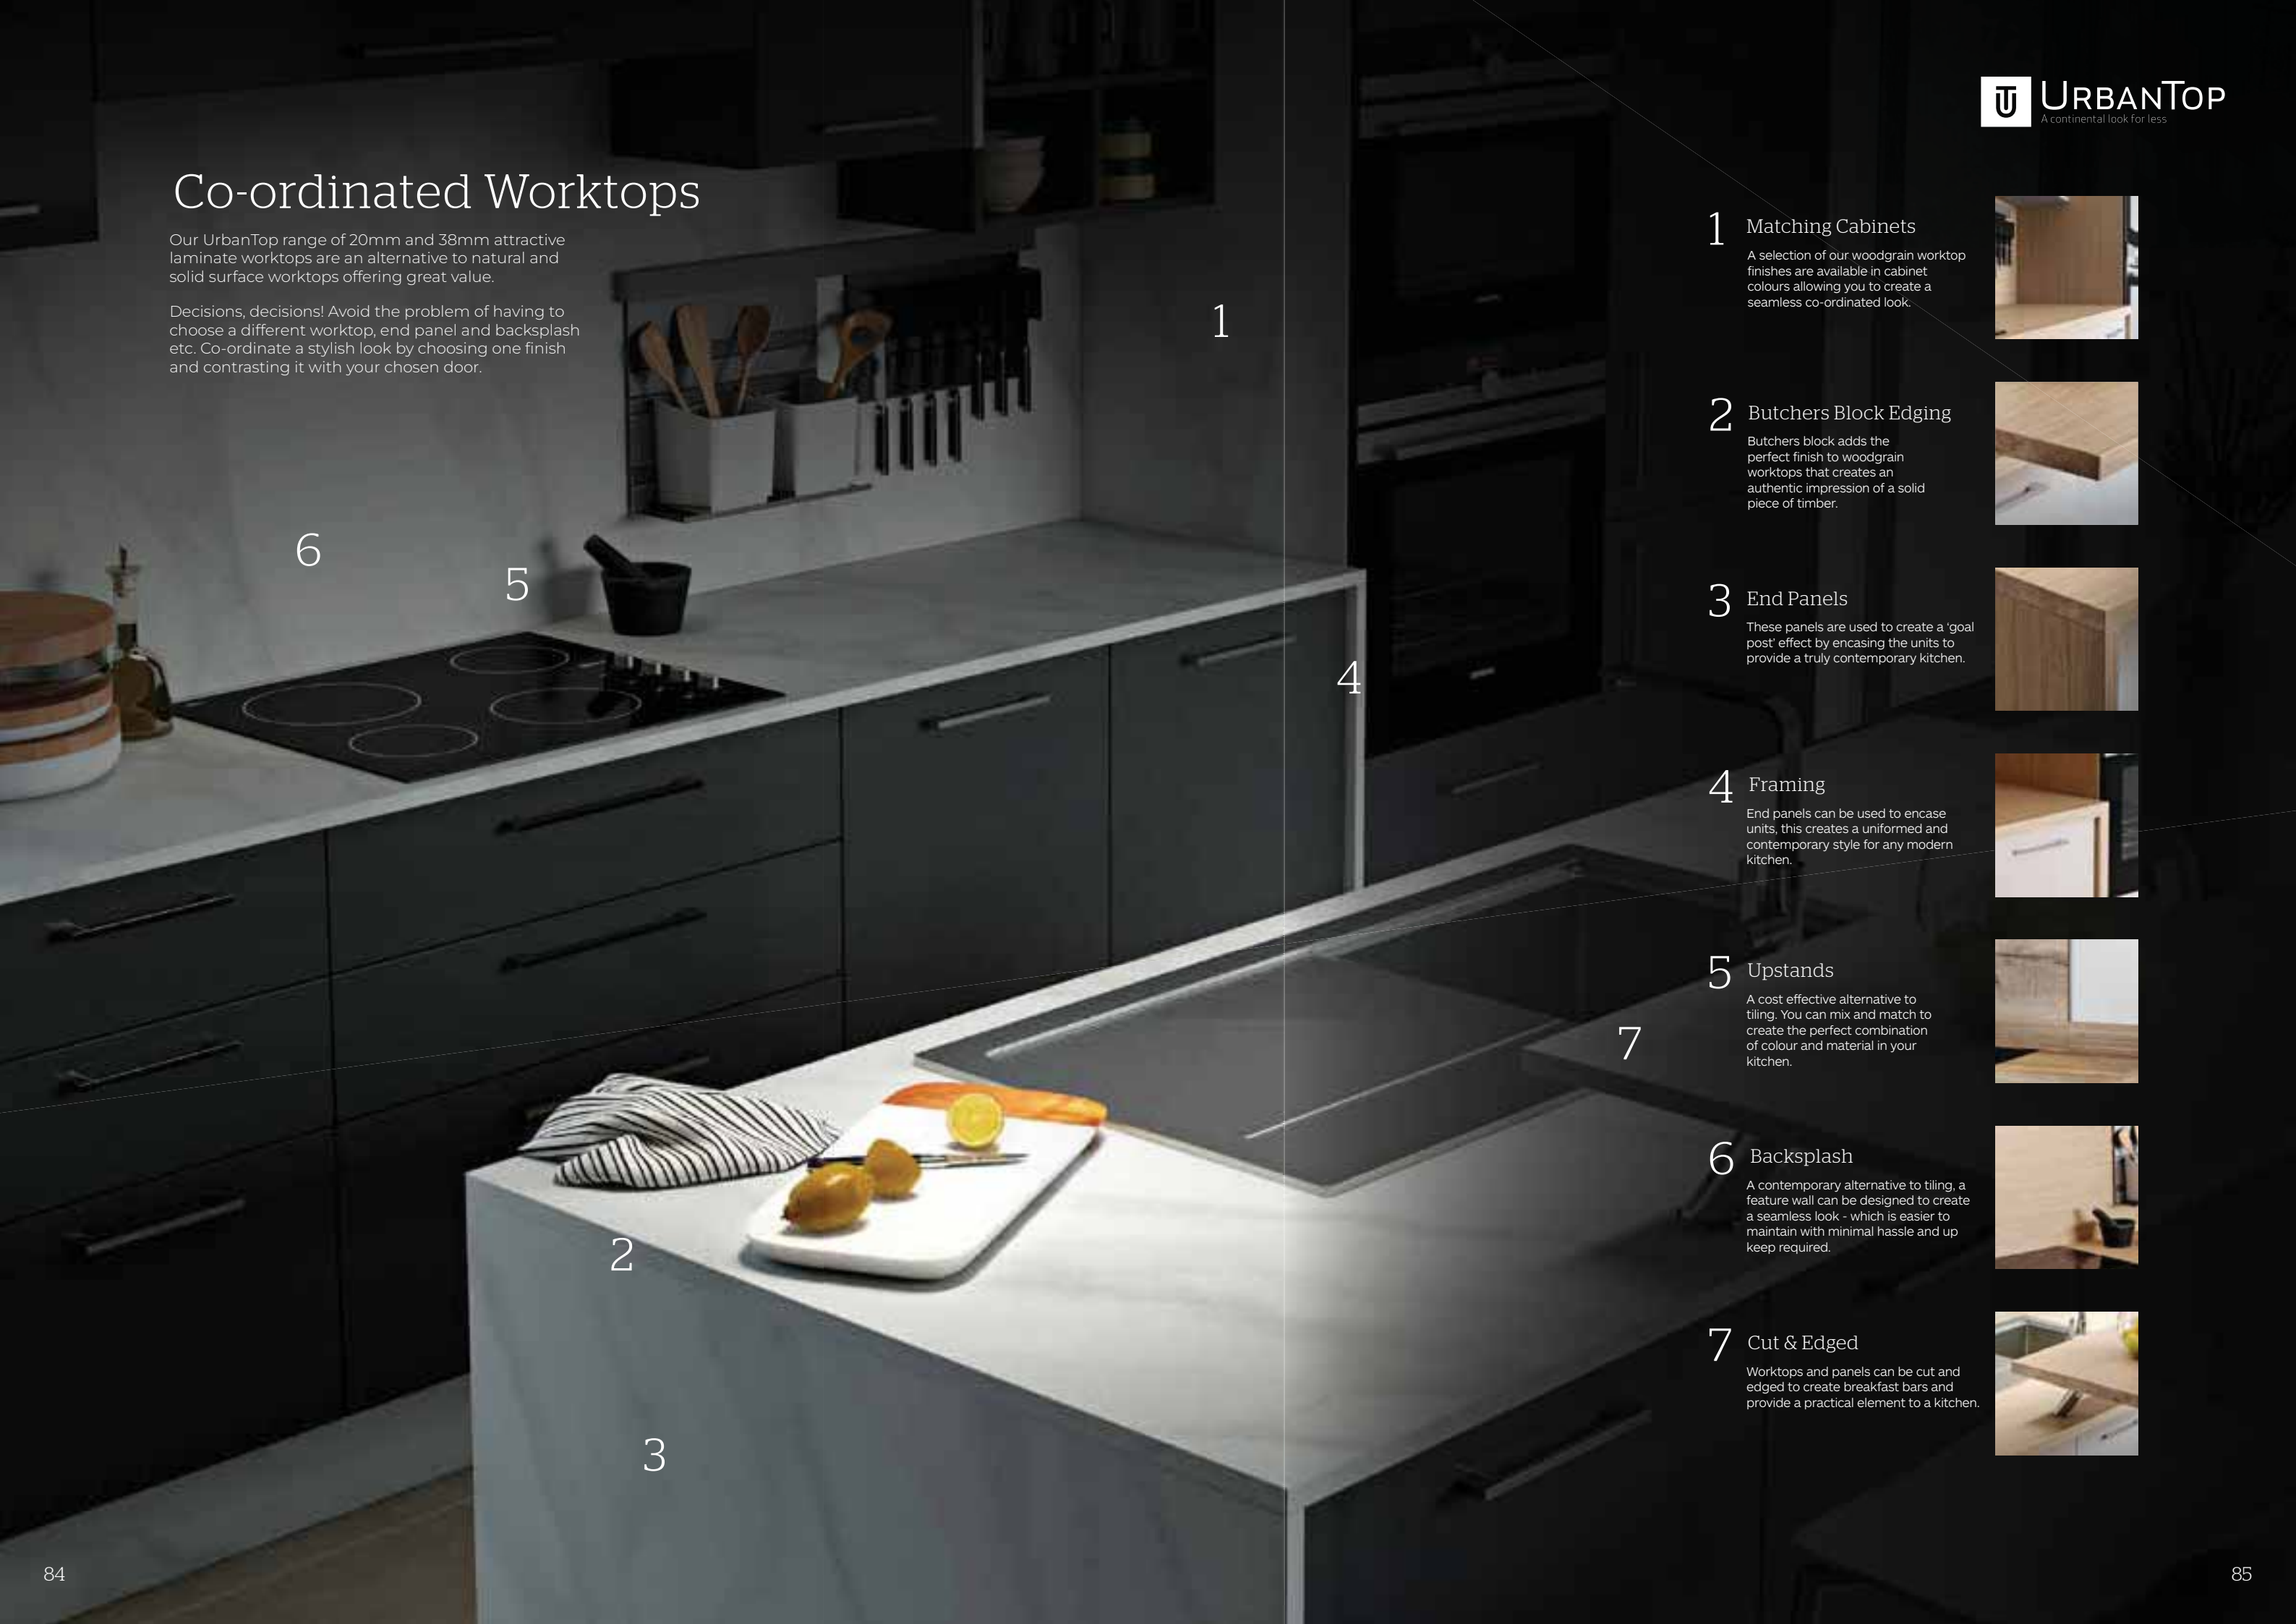 Co-ordinated Worktops
Our UrbanTop range of 20mm and 38mm attractive
laminate worktops are an alternative to natural and
solid surface worktops offering great value.
Decisions, decisions! Avoid the problem of having to
choose a different worktop, end panel and backsplash
etc. Co-ordinate a stylish look by choosing one finish
and contrasting it with your chosen door.
1
6
5
4
7
2
3
84
URBANTOP
A continental look for less
1 Matching Cabinets
A selection of our woodgrain worktop
finishes are available in cabinet
colours allowing you to create a
seamless co-ordinated look.
2 Butchers Block Edging
Butchers block adds the
perfect finish to woodgrain
worktops that creates an
authentic impression of a solid
piece of timber.
3 End Panels
These panels are used to create a 'goal
post' effect by encasing the units to
provide a truly contemporary kitchen.
4 Framing
End panels can be used to encase
units, this creates a uniformed and
contemporary style for any modern
kitchen.
5 Upstands
A cost effective alternative to
tiling. You can mix and match to
create the perfect combination
of colour and material in your
kitchen.
6 Backsplash
A contemporary alternative to tiling, a
feature wall can be designed to create
a seamless look - which is easier to
maintain with minimal hassle and up
keep required.
7 Cut & Edged
Worktops and panels can be cut and
edged to create breakfast bars and
provide a practical element to a kitchen.
85